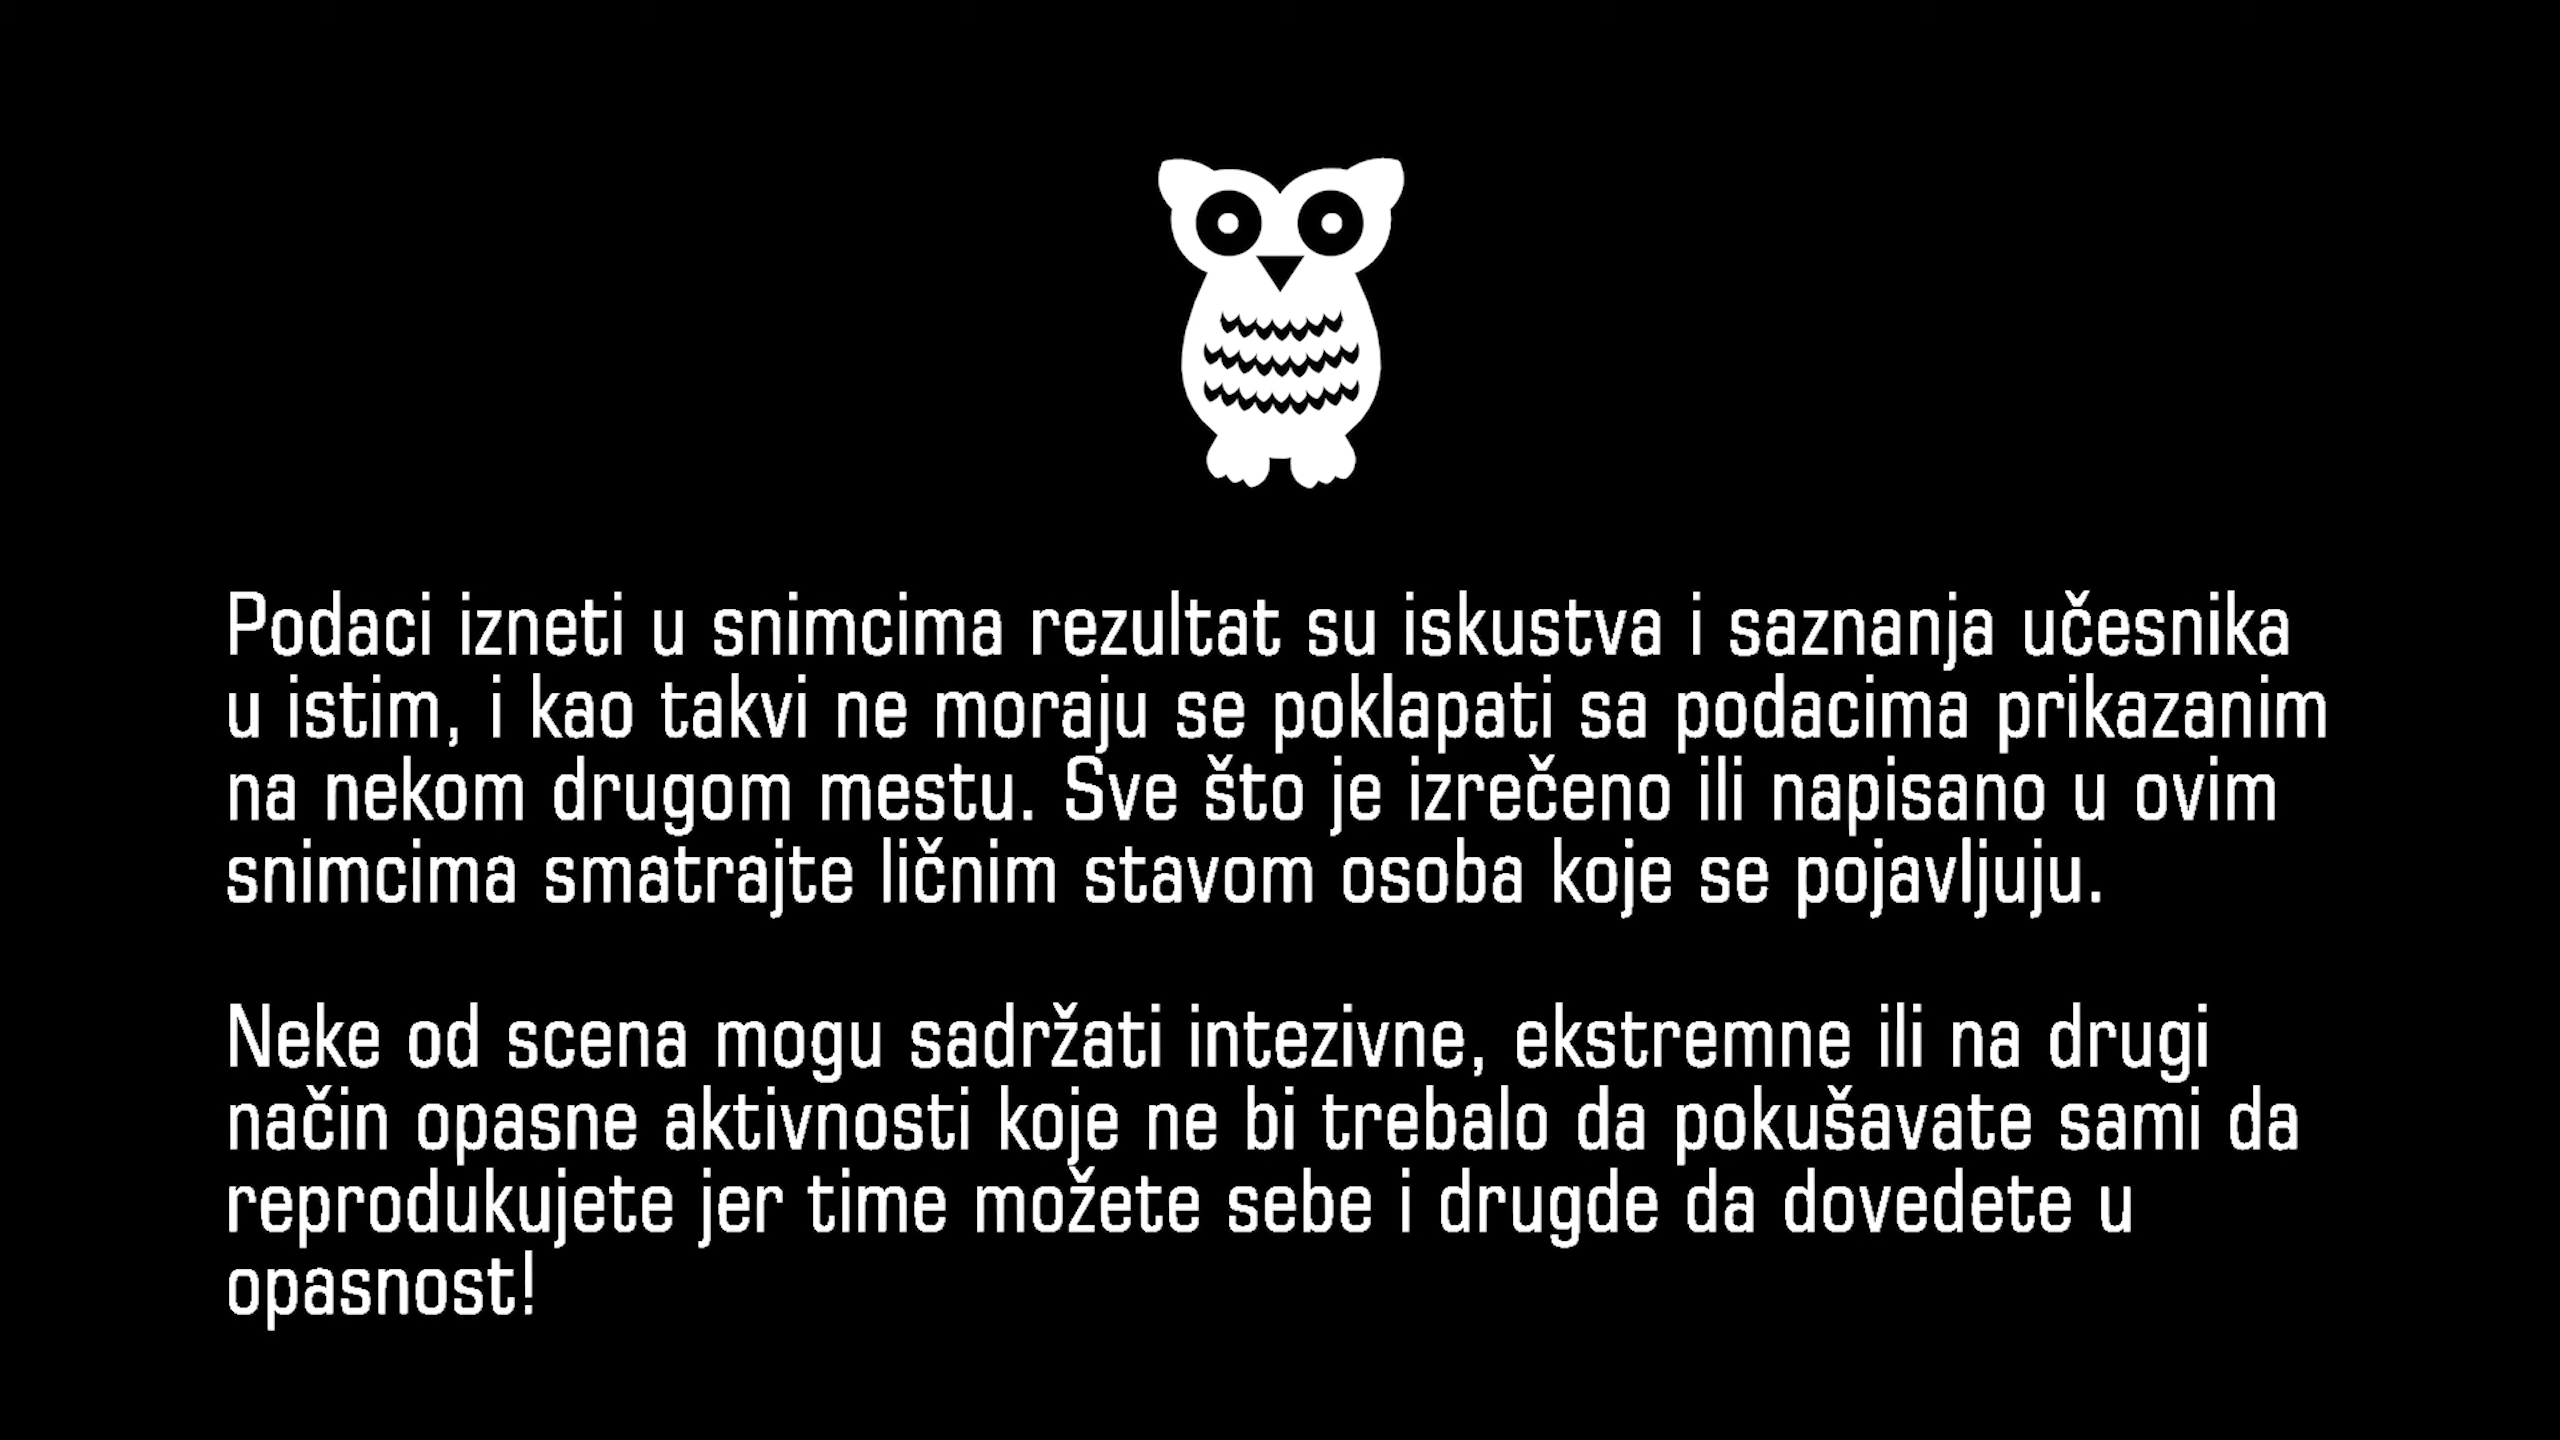 Podaci izneti u snimcima rezultat su iskustva i saznanja učesnika
u istim, i kao takvi ne moraju se poklapati sa podacima prikazanim
na nekom drugom mestu. Sve što je izrečeno ili napisano u ovim
snimcima smatrajte ličnim stavom osoba koje se pojavljuju.
Neke od scena mogu sadržati intezivne, ekstremne ili na drugi
način opasne aktivnosti koje ne bi trebalo da pokušavate sami da
reprodukujete jer time možete sebe i drugde da dovedete u
opasnost!